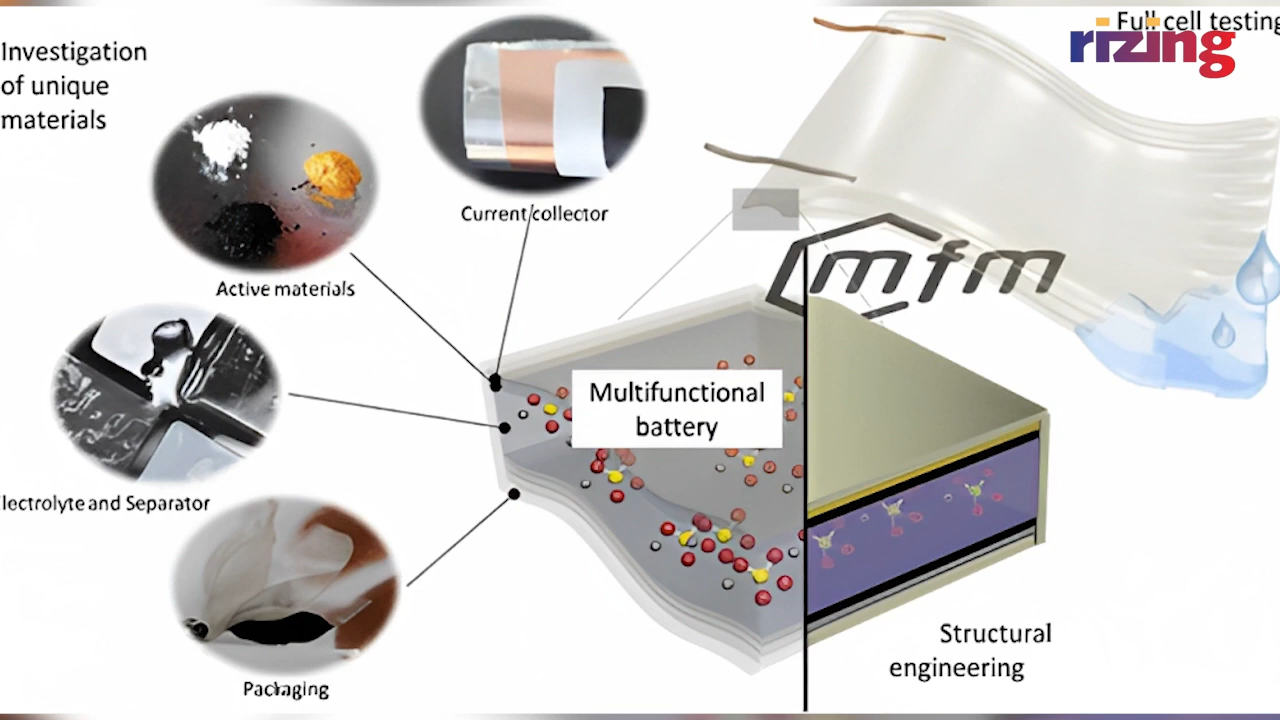 Investigation
of unique
materials
Full cell testing
rizing
Current collector
Active materials
mfm
Multifunctional
battery
lectrolyte and Separator
Structural
engineering
Packaging